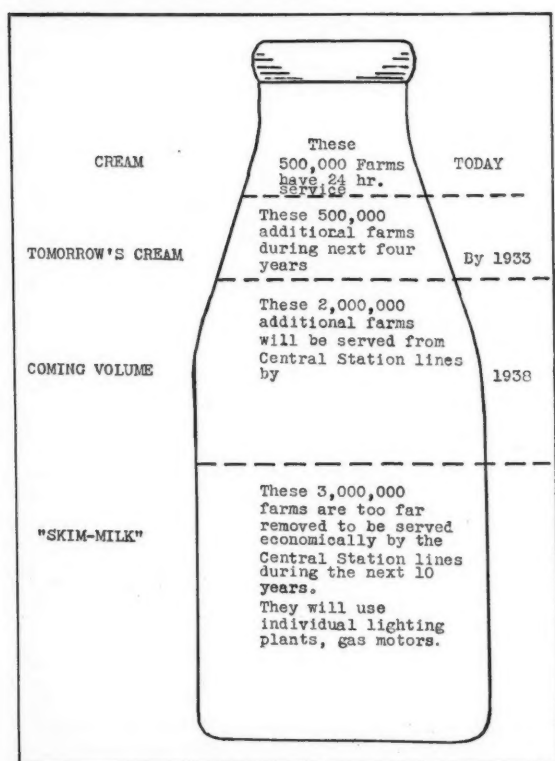 These
CREAM 500,000 Farms TODAY
have 24 hr.
service
These 500,000
additional farms
during next four
TOMORROW'S CREAM years By 1933
These 2,000,000
additional farms
will be served from
Central Station lines
COMING VOLUME by 1938
These 3,000,000
farms are too far
removed to be served
"SKIM-MILK" economically by the
Central Station lines
during the next 10
years.
They will use
individual lighting
plants, gas motors.